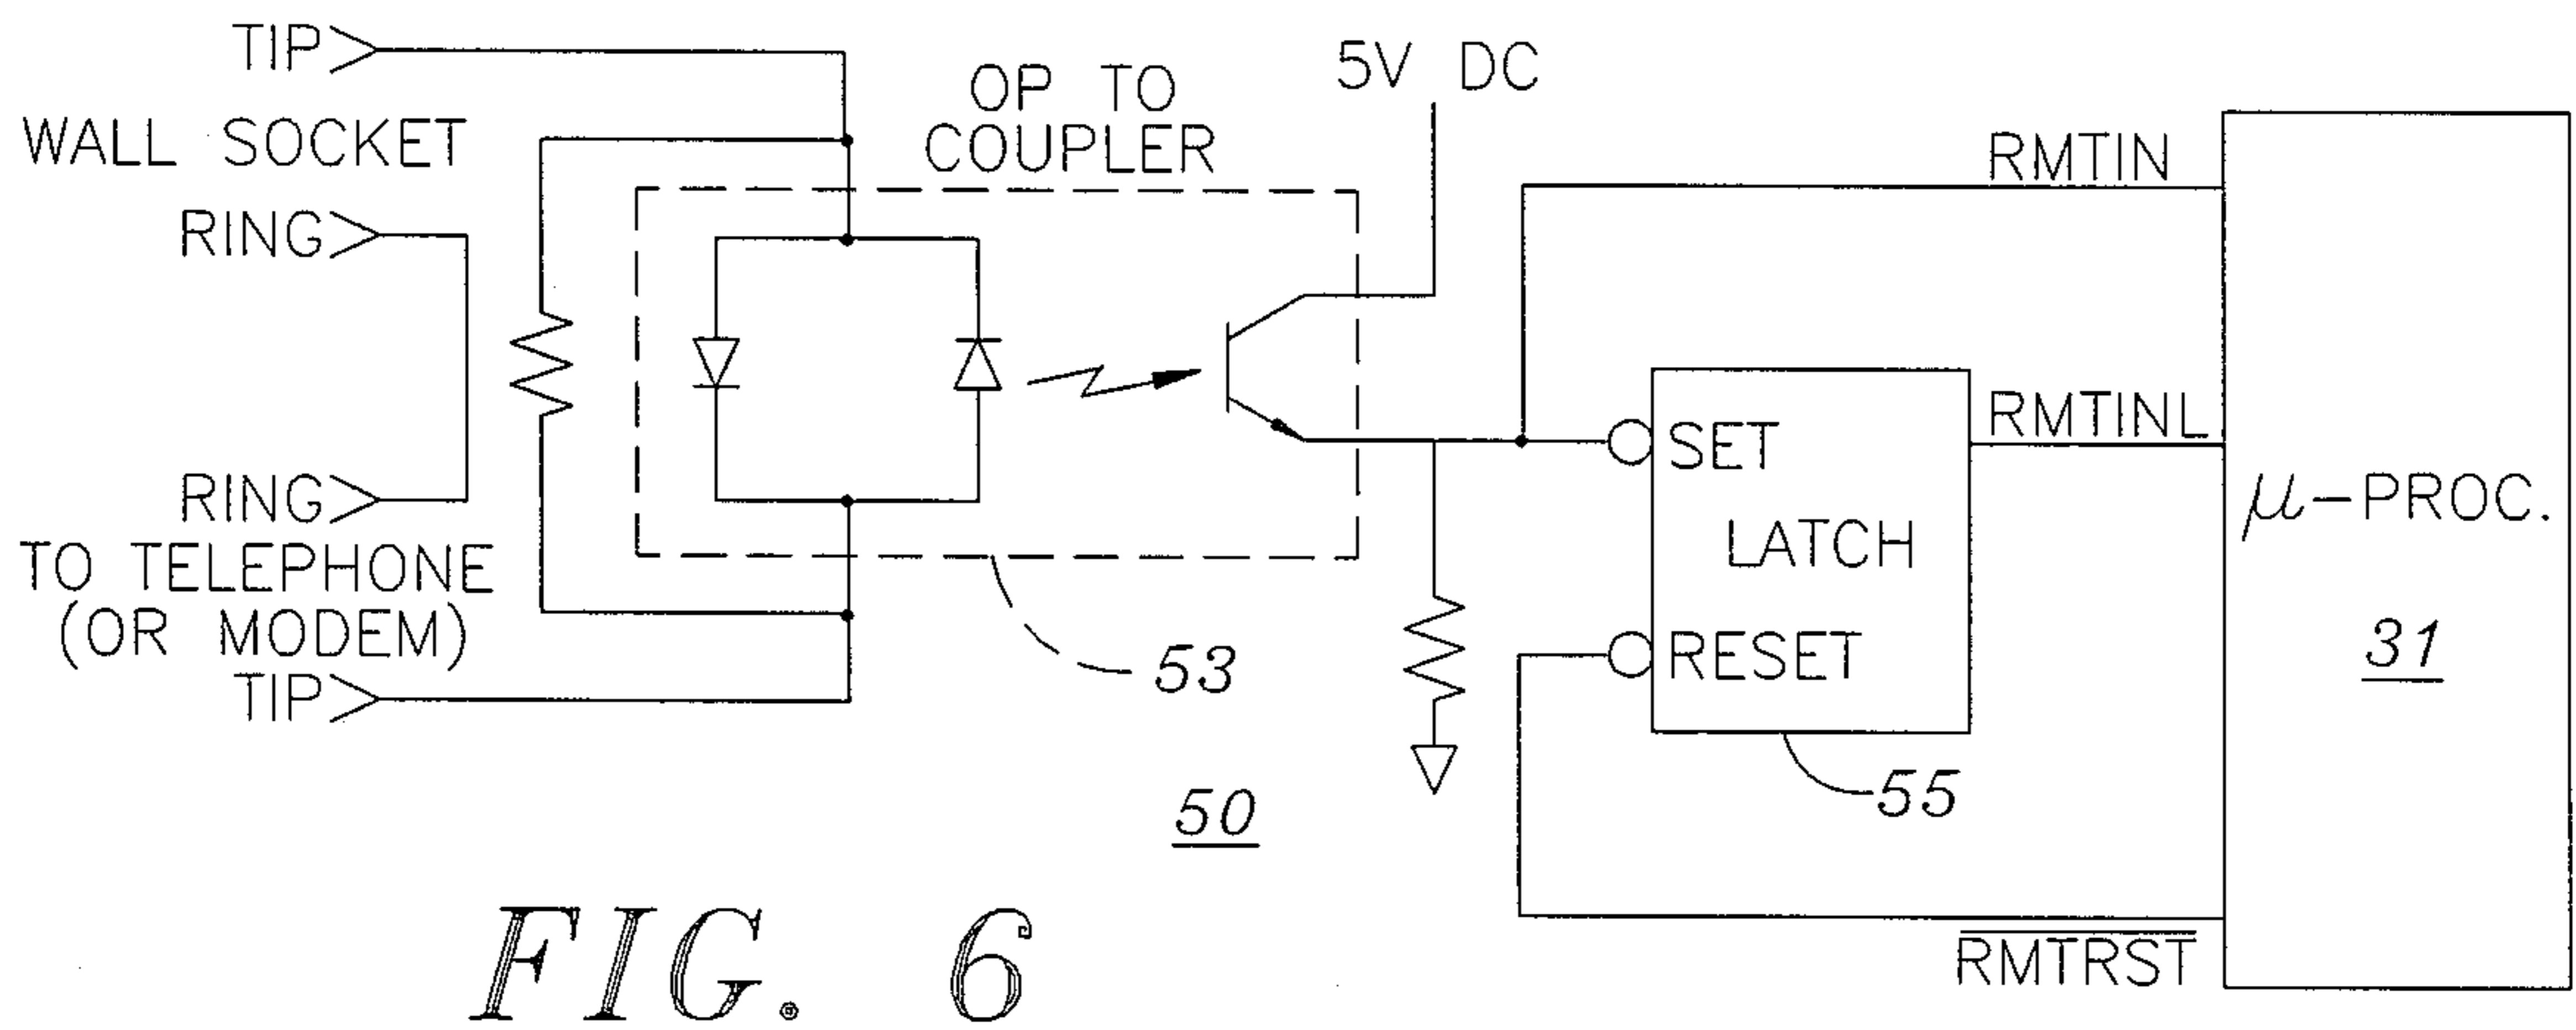 TIP
WALL SOCKET
RING
RING
TO TELEPHONE
(OR MODEM)
TIP
OP TO
COUPLER
53
5V DC
50
SET
LATCH
RESET
55
RMTIN
RMTINL
RMTRST
μ-PROC.
31
FIG. 6